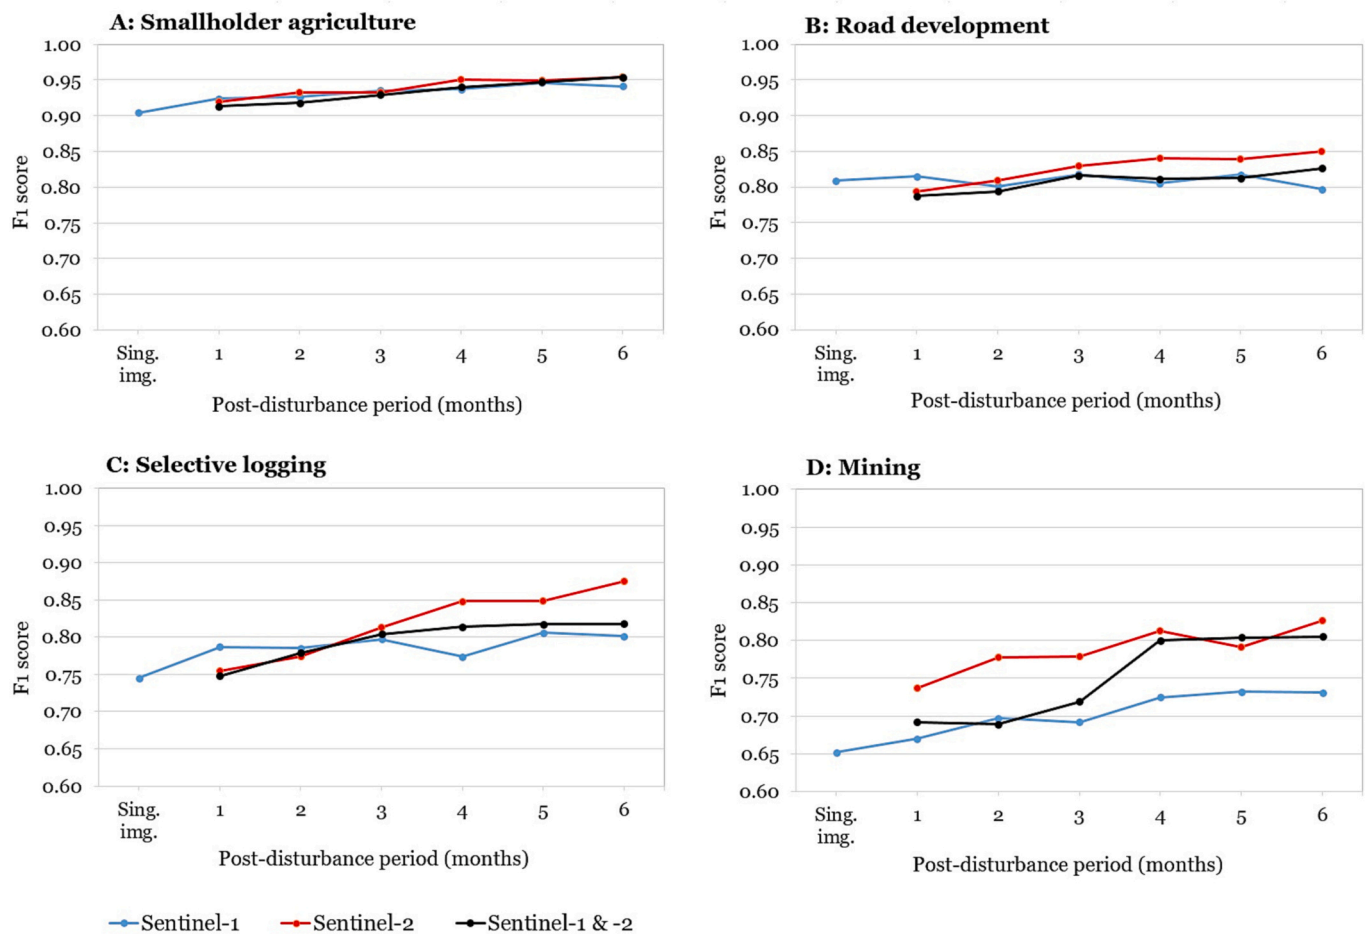 A: Smallholder agriculture
1.00
0.95
0.90
0.85
0.80
0.75
0.70
0.65
0.60
F1 score
Sing. img.
1 2 3 4 5 6
Post-disturbance period (months)
B: Road development
1.00
0.95
0.90
0.85
0.80
0.75
0.70
0.65
0.60
F1 score
Sing. img.
1 2 3 4 5 6
Post-disturbance period (months)
C: Selective logging
1.00
0.95
0.90
0.85
0.80
0.75
0.70
0.65
0.60
F1 score
Sing. img.
1 2 3 4 5 6
Post-disturbance period (months)
D: Mining
1.00
0.95
0.90
0.85
0.80
0.75
0.70
0.65
0.60
F1 score
Sing. img.
1 2 3 4 5 6
Post-disturbance period (months)
Sentinel-1 Sentinel-2 Sentinel-1 & -2